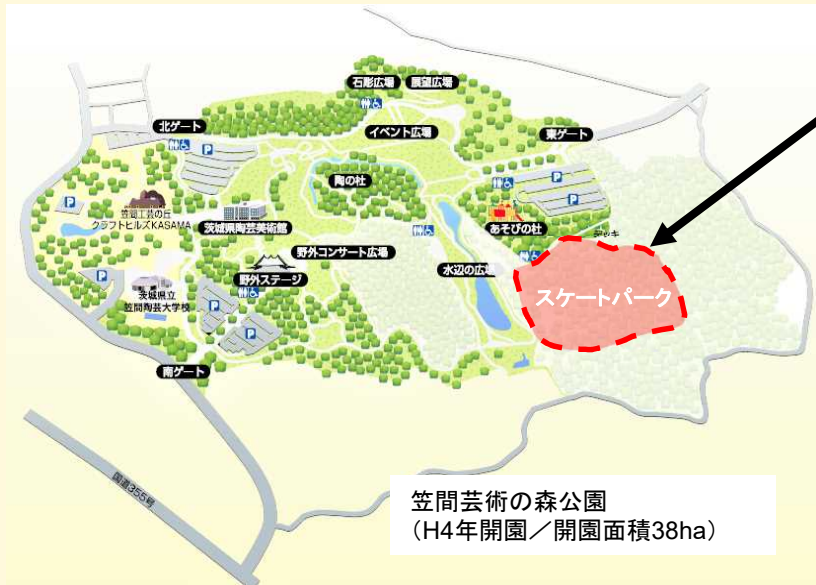 石彫広場
展望広場
北ゲート
イベント広場
東ゲート
陶の杜
笠間工芸の丘
クラフトヒルズKASAMA
茨城県陶芸美術館
あそびの杜
デッキ
野外コンサート広場
水辺の広場
野外ステージ
スケートパーク
茨城県立
笠間陶芸大学校
南ゲート
国道355号
笠間芸術の森公園
（H4年開園／開園面積38ha）
P
P
P
P
P
P
P